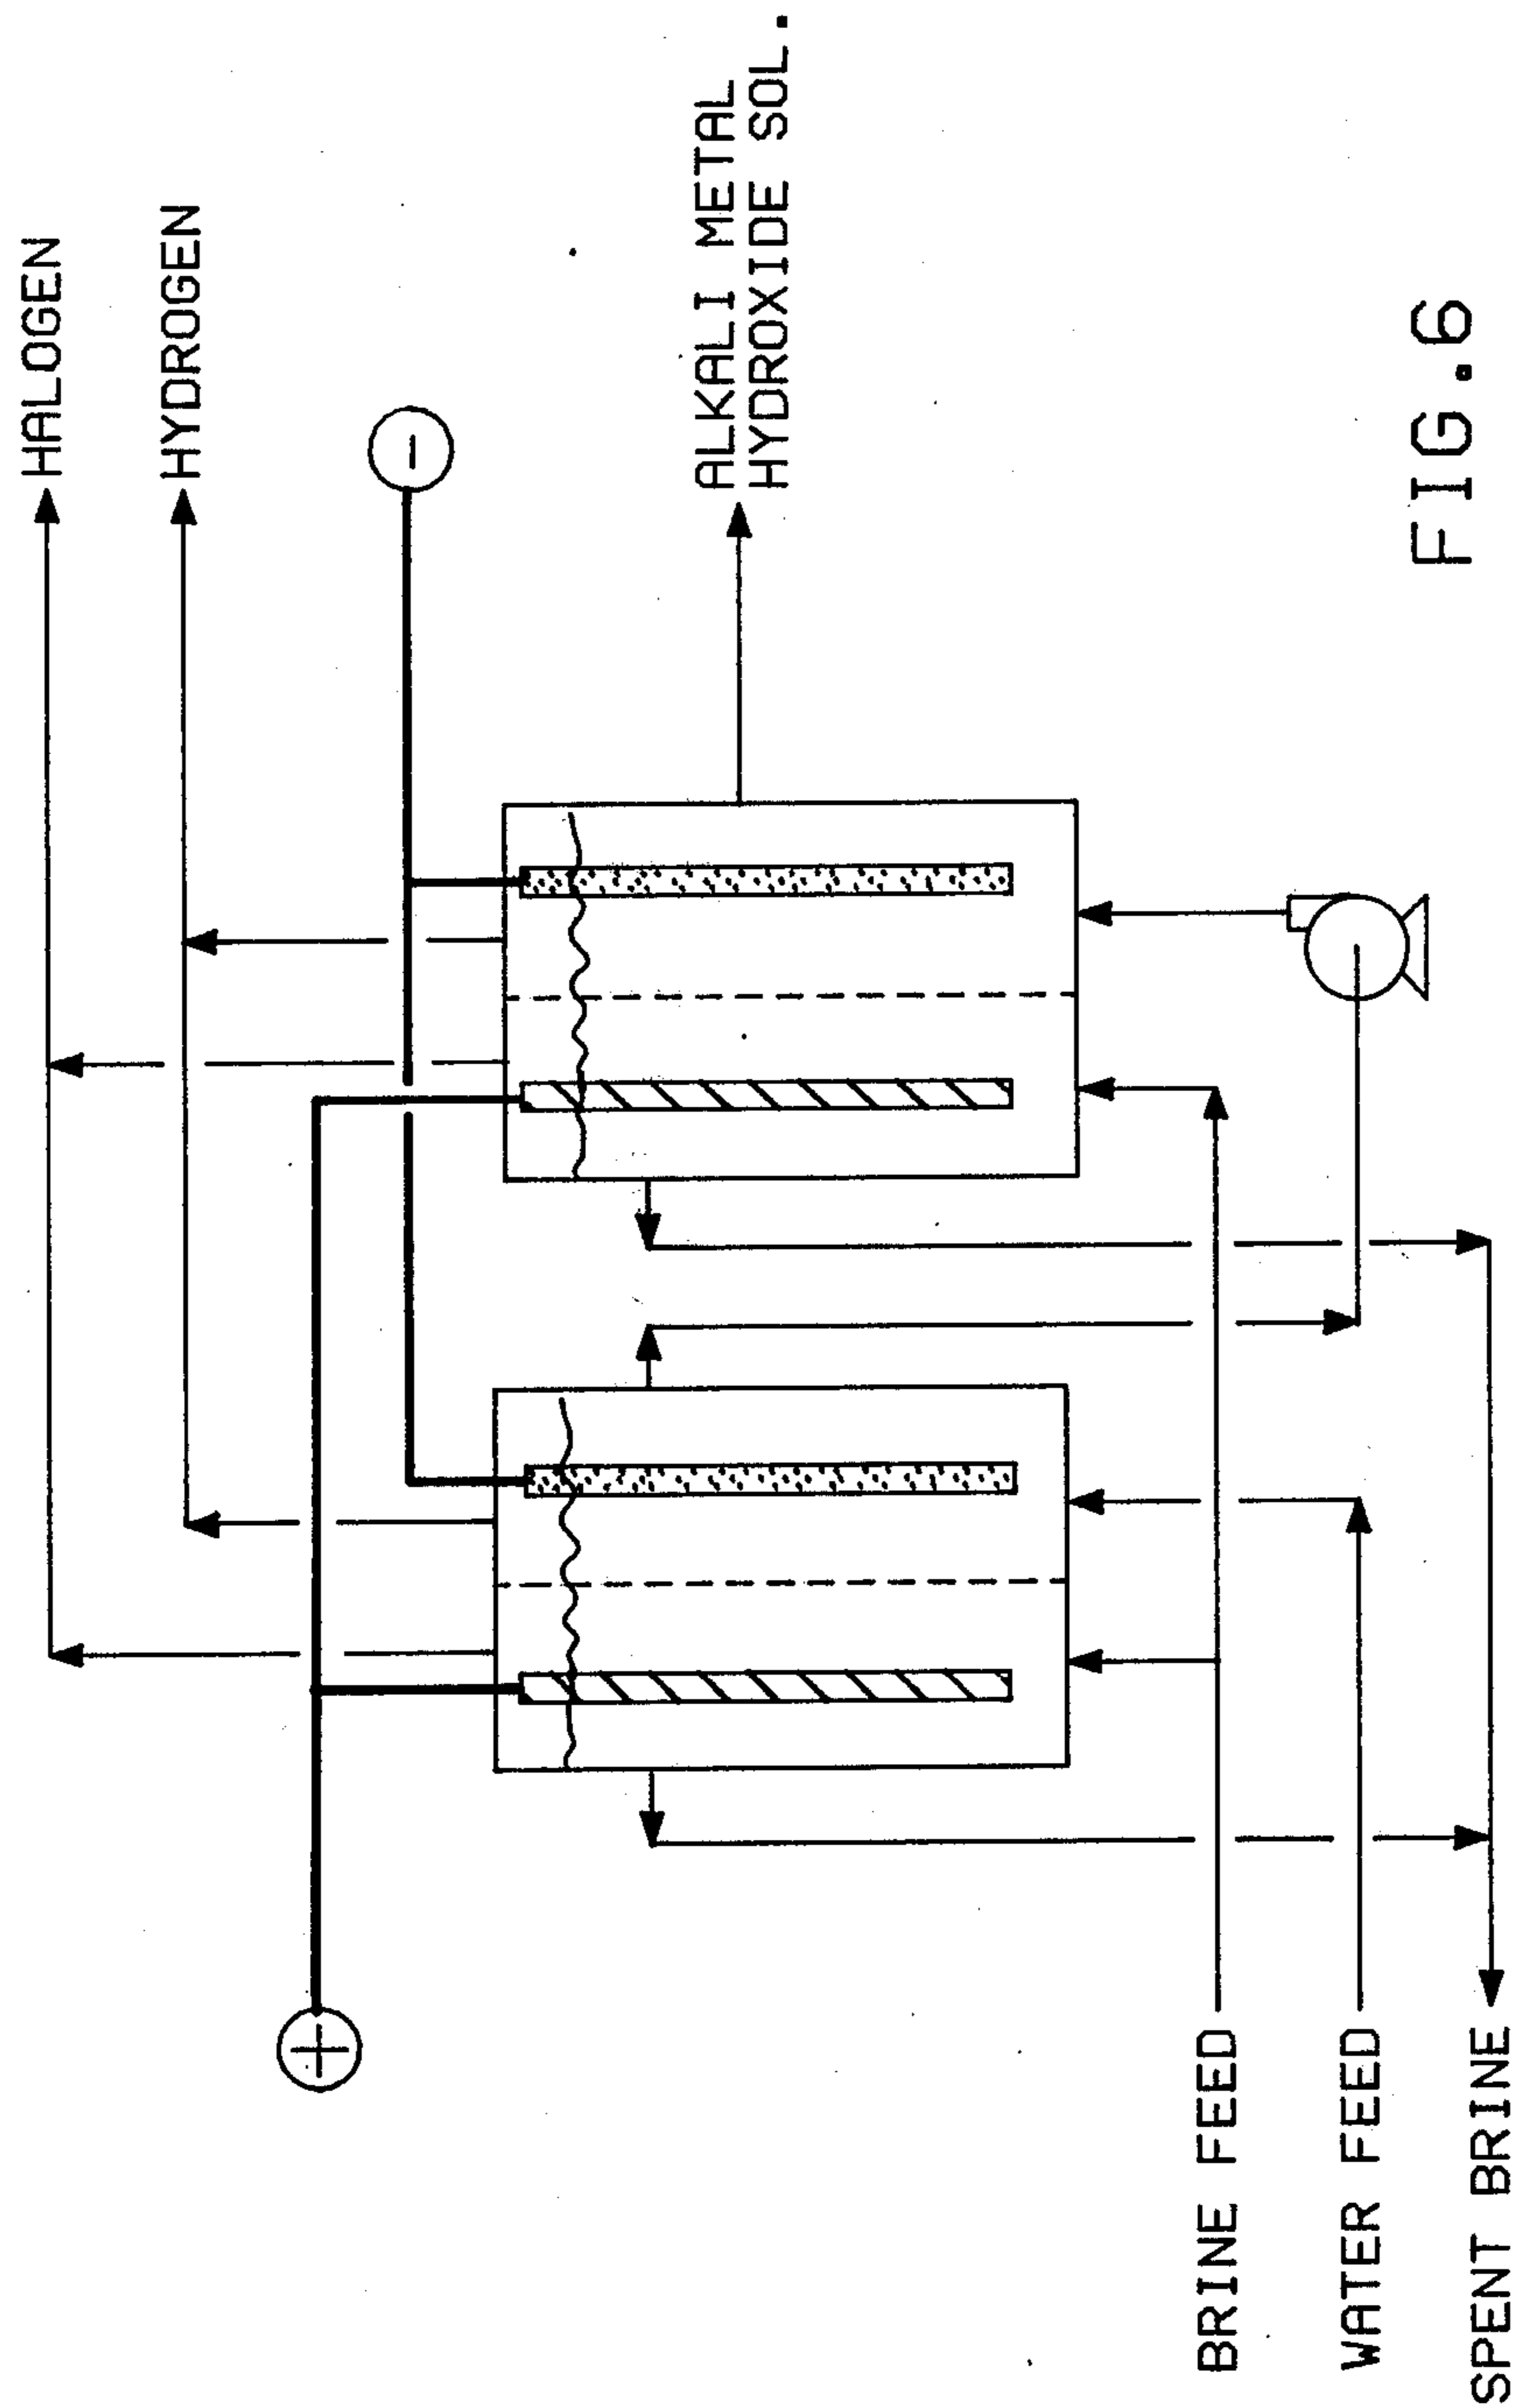 HALOGEN
HYDROGEN
+
-
ALKALI METAL
HYDROXIDE SOL.
BRINE FEED
WATER FEED
SPENT BRINE
FIG.6